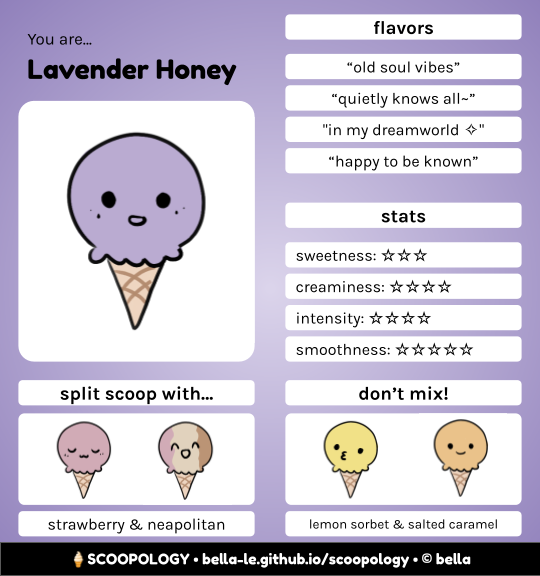 You are...
Lavender Honey
flavors
“old soul vibes”
“quietly knows all~”
"in my dreamworld ✧"
“happy to be known”
stats
sweetness: ☆☆☆
creaminess: ☆☆☆☆
intensity: ☆☆☆☆
smoothness: ☆☆☆☆☆
split scoop with...
strawberry & neapolitan
don’t mix!
lemon sorbet & salted caramel
🍦SCOOPOLOGY • bella-le.github.io/scoopology • © bella